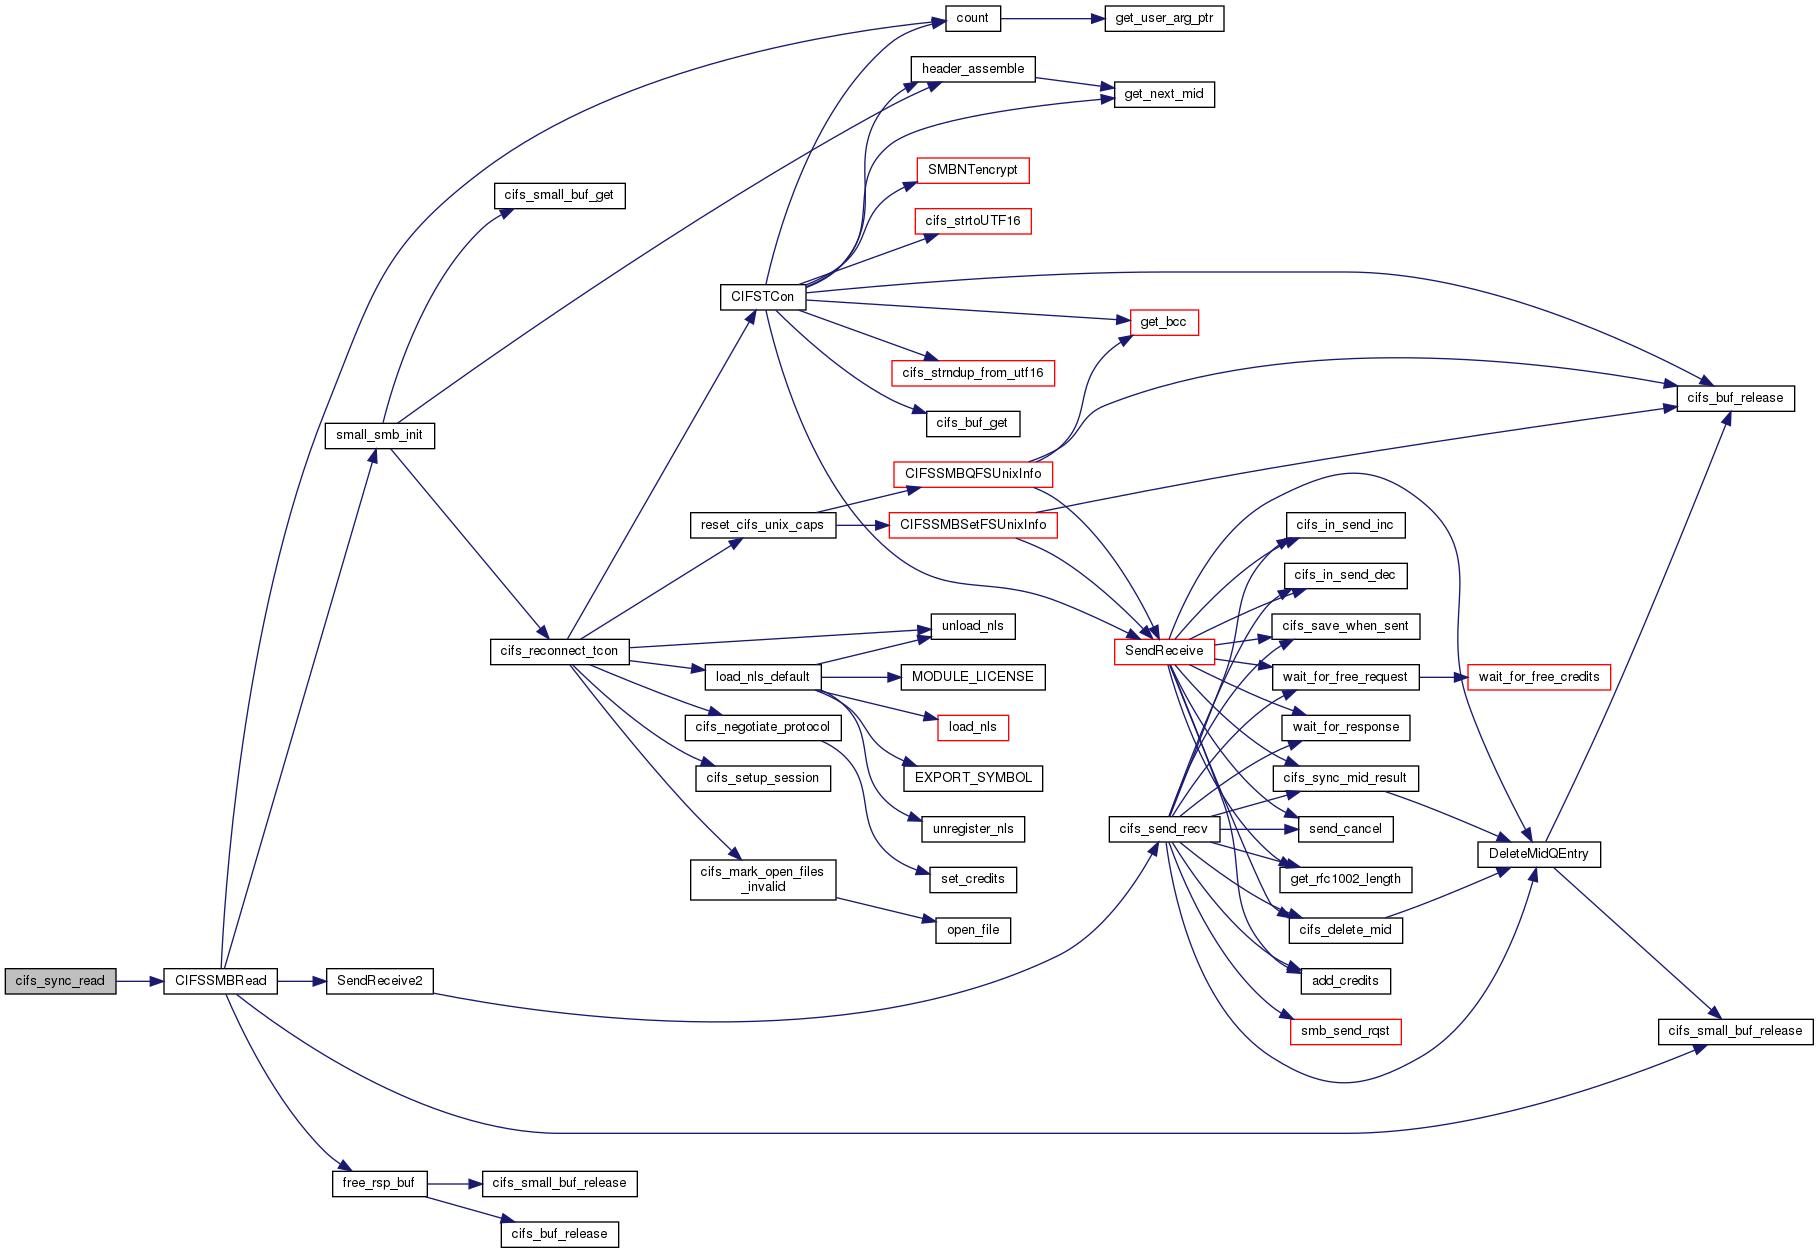 count
get_user_arg_ptr
header_assemble
get_next_mid
SMBNTencrypt
cifs_small_buf_get
cifs_strtoUTF16
CIFSTCon
get_bcc
cifs_strndup_from_utf16
cifs_buf_release
cifs_buf_get
small_smb_init
CIFSSMBQFSUnixInfo
reset_cifs_unix_caps
CIFSSMBSetFSUnixInfo
cifs_in_send_inc
cifs_in_send_dec
unload_nls
cifs_save_when_sent
cifs_reconnect_tcon
SendReceive
load_nls_default
MODULE_LICENSE
wait_for_free_request
wait_for_free_credits
cifs_negotiate_protocol
load_nls
wait_for_response
cifs_setup_session
EXPORT_SYMBOL
cifs_sync_mid_result
unregister_nls
cifs_send_recv
send_cancel
DeleteMidQEntry
cifs_mark_open_files
_invalid
set_credits
get_rfc1002_length
open_file
cifs_delete_mid
cifs_sync_read
CIFSSMBRead
SendReceive2
add_credits
smb_send_rqst
cifs_small_buf_release
free_rsp_buf
cifs_small_buf_release
cifs_buf_release